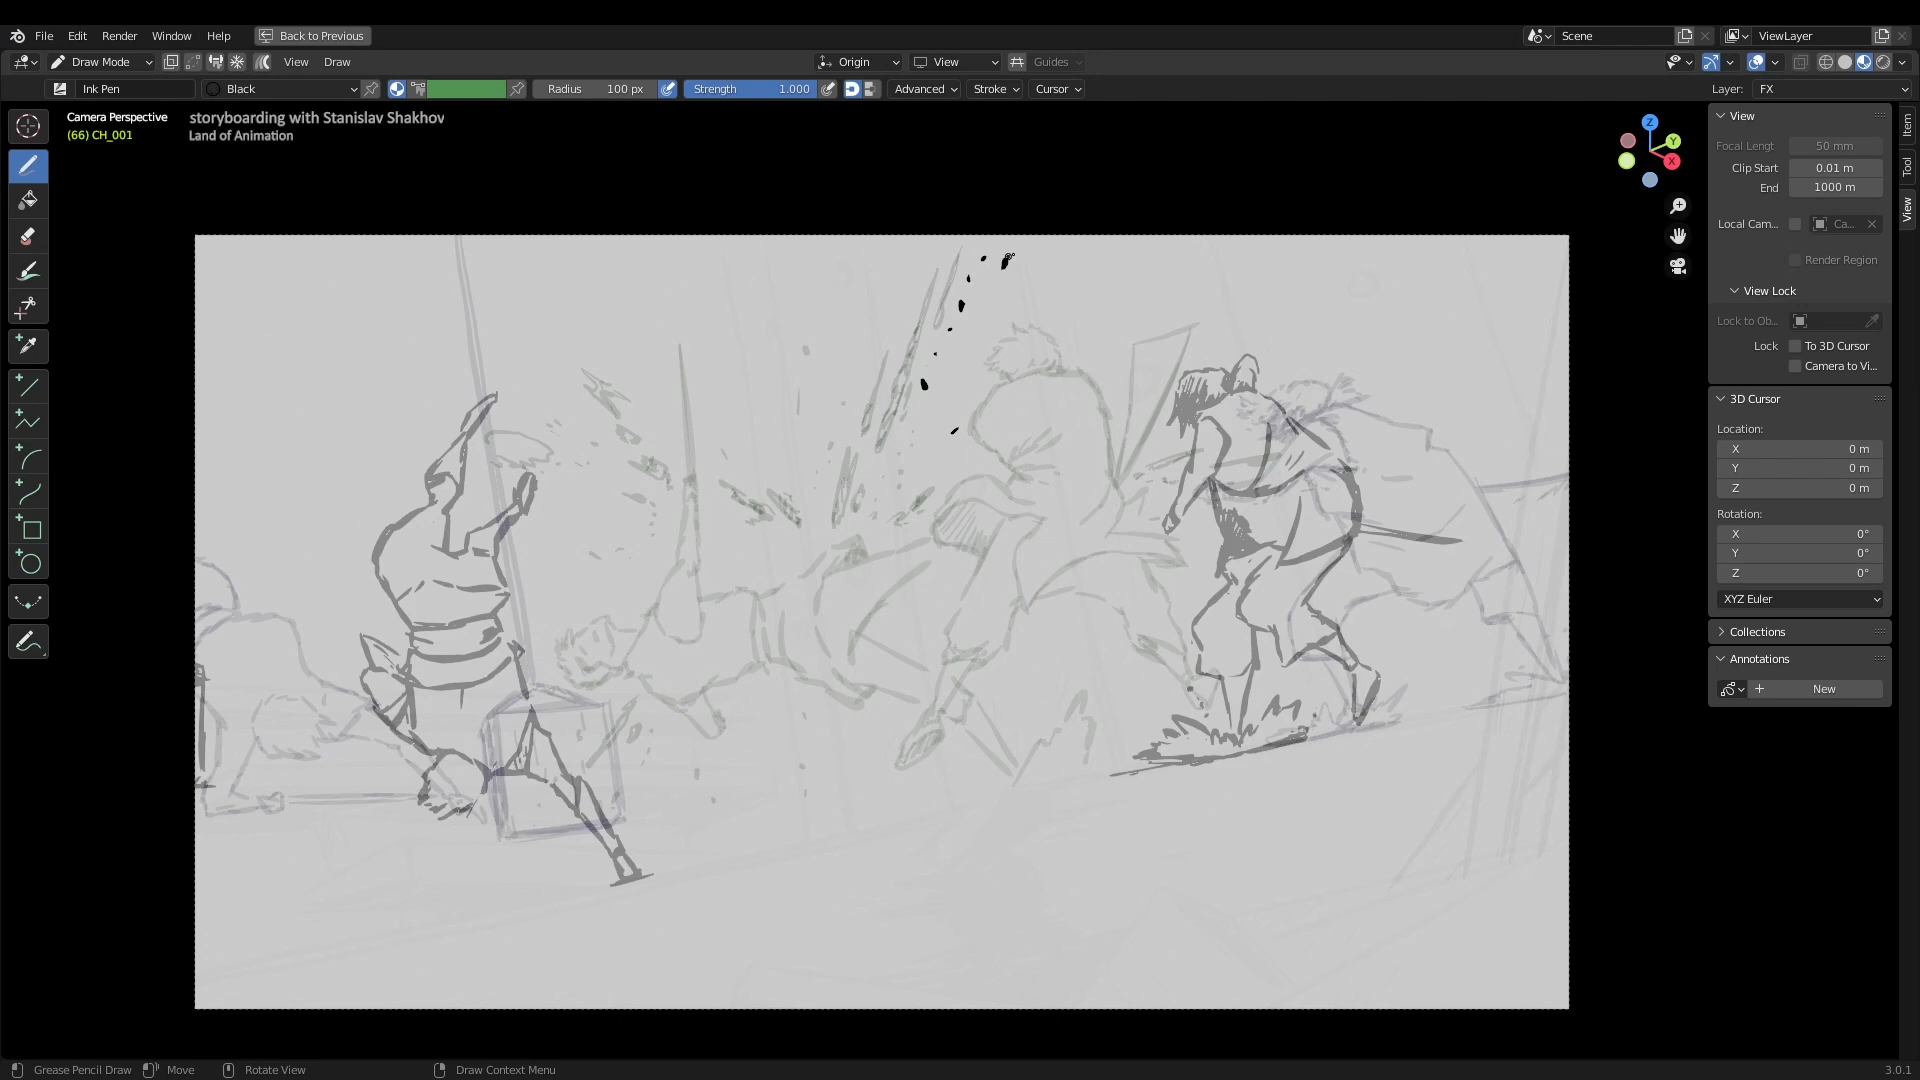 File Edit Render Window Help Back to Previous Scene ViewLayer
Draw Mode View Draw Origin View Guides
Ink Pen Black Radius 100 px Strength 1.000 Advanced Stroke Cursor Layer: FX
Camera Perspective
(66) CH_001
storyboarding with Stanislav Shakhov
Land of Animation
Z
Y
X
View
Focal Lengt 50 mm
Clip Start 0.01 m
End 1000 m
Local Cam... Ca...
Render Region
View Lock
Lock to Ob...
Lock To 3D Cursor
Camera to Vi...
3D Cursor
Location:
X 0 m
Y 0 m
Z 0 m
Rotation:
X 0°
Y 0°
Z 0°
XYZ Euler
Collections
Annotations
New
Item
Tool
View
Grease Pencil Draw Move Rotate View Draw Context Menu 3.0.1